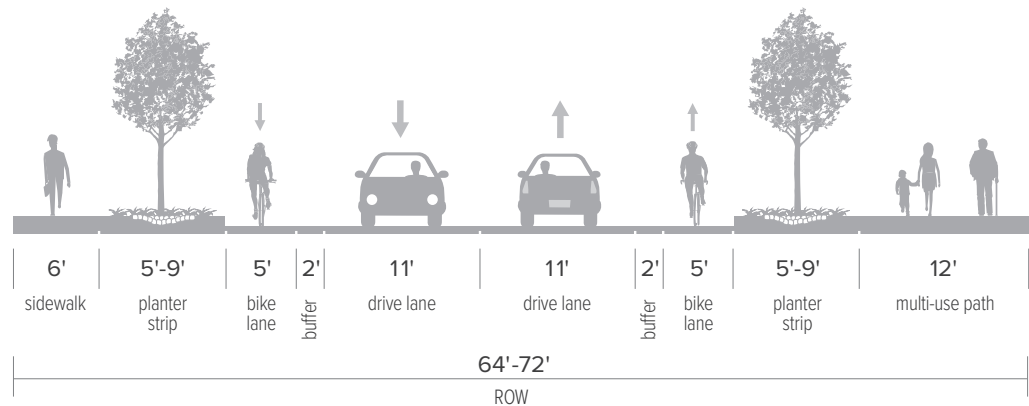 6' 5'-9' 5' 2' 11' 11' 2' 5' 5'-9' 12'
sidewalk planter strip bike lane buffer drive lane drive lane buffer bike lane planter strip multi-use path
64'-72'
ROW